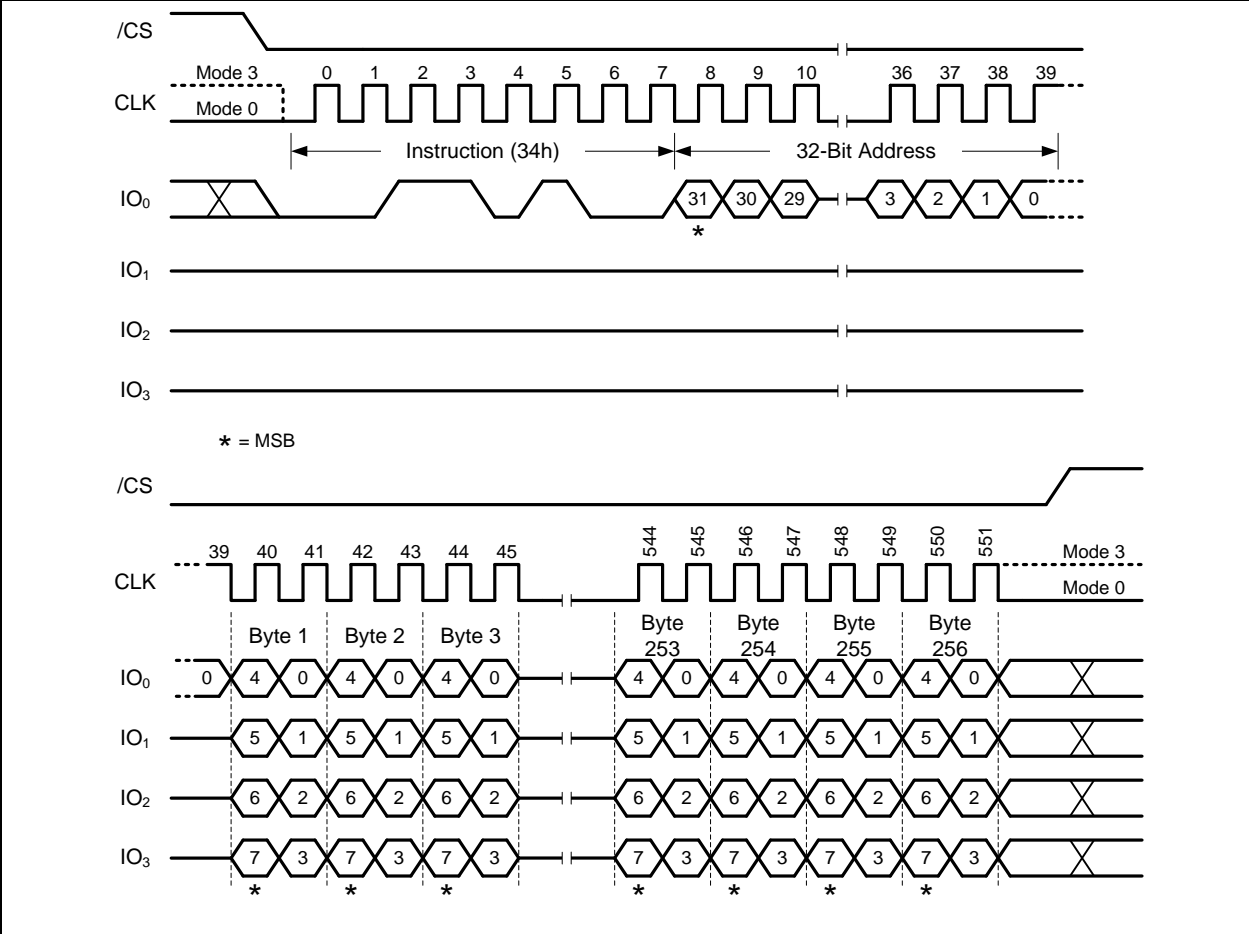 /CS
Mode 3 0 1 2 3 4 5 6 7 8 9 10 36 37 38 39
CLK
Mode 0
Instruction (34h) 32-Bit Address
IO₀ 31 30 29 3 2 1 0
*
IO₁
IO₂
IO₃
* = MSB
/CS
39 40 41 42 43 44 45 544 545 546 547 548 549 550 551 Mode 3
CLK
Mode 0
Byte 1 Byte 2 Byte 3 Byte 253 Byte 254 Byte 255 Byte 256
IO₀ 0 4 0 4 0 4 0 4 0 4 0 4 0 4 0
IO₁ 5 1 5 1 5 1 5 1 5 1 5 1 5 1
IO₂ 6 2 6 2 6 2 6 2 6 2 6 2 6 2
IO₃ 7 3 7 3 7 3 7 3 7 3 7 3 7 3
* * * * * * *